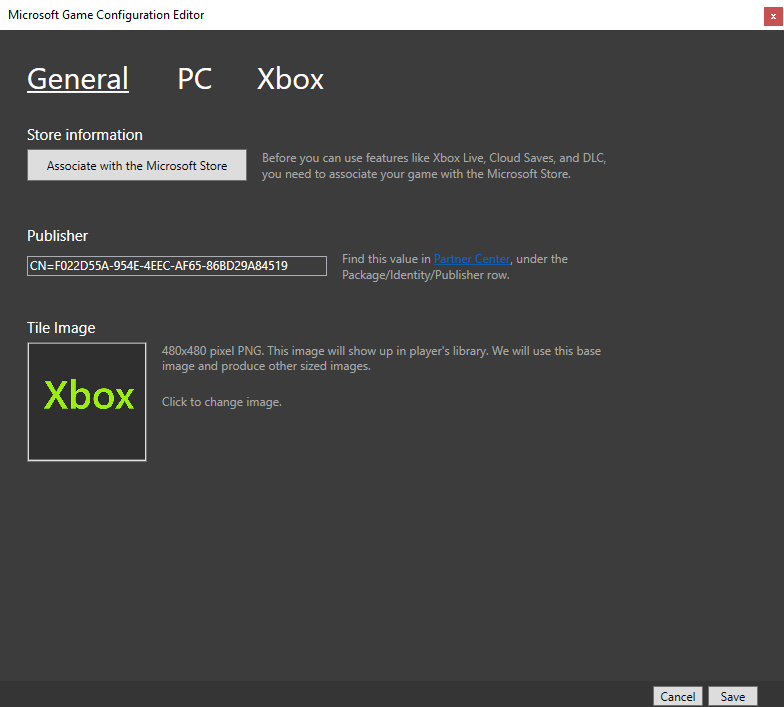 Microsoft Game Configuration Editor
x
General PC Xbox
Store information
Associate with the Microsoft Store
Before you can use features like Xbox Live, Cloud Saves, and DLC,
you need to associate your game with the Microsoft Store.
Publisher
CN=F022D55A-954E-4EEC-AF65-86BD29A84519
Find this value in Partner Center, under the
Package/Identity/Publisher row.
Tile Image
Xbox
480x480 pixel PNG. This image will show up in player's library. We will use this base
image and produce other sized images.
Click to change image.
Cancel Save